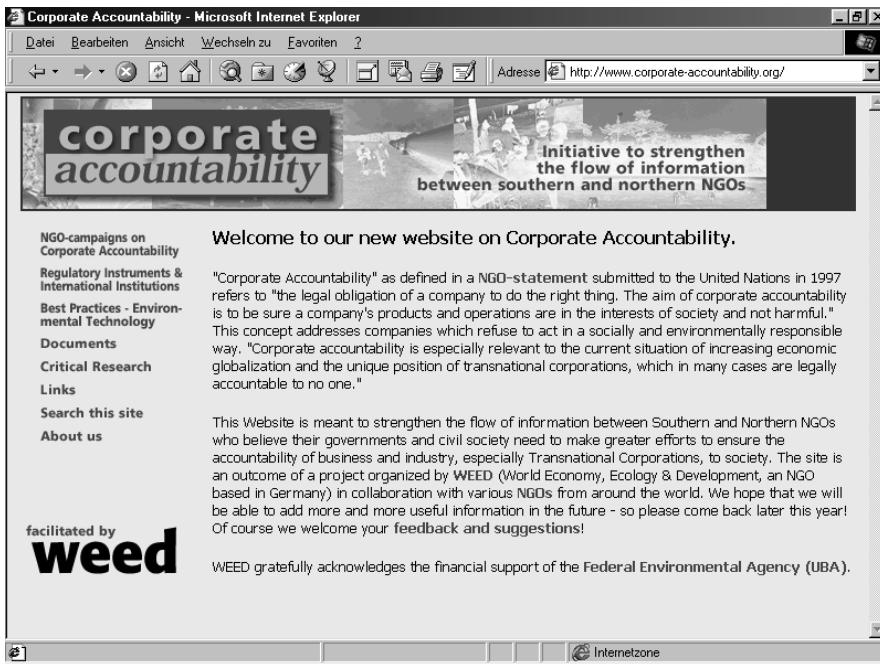 Corporate Accountability - Microsoft Internet Explorer
Datei Bearbeiten Ansicht Wechseln zu Favoriten ?
Adresse http://www.corporate-accountability.org/
corporate
accountability
Initiative to strengthen
the flow of information
between southern and northern NGOs
NGO-campaigns on
Corporate Accountability
Regulatory Instruments &
International Institutions
Best Practices - Environ-
mental Technology
Documents
Critical Research
Links
Search this site
About us
facilitated by
weed
Welcome to our new website on Corporate Accountability.
"Corporate Accountability" as defined in a NGO-statement submitted to the United Nations in 1997
refers to "the legal obligation of a company to do the right thing. The aim of corporate accountability
is to be sure a company's products and operations are in the interests of society and not harmful."
This concept addresses companies which refuse to act in a socially and environmentally responsible
way. "Corporate accountability is especially relevant to the current situation of increasing economic
globalization and the unique position of transnational corporations, which in many cases are legally
accountable to no one."
This Website is meant to strengthen the flow of information between Southern and Northern NGOs
who believe their governments and civil society need to make greater efforts to ensure the
accountability of business and industry, especially Transnational Corporations, to society. The site is
an outcome of a project organized by WEED (World Economy, Ecology & Development, an NGO
based in Germany) in collaboration with various NGOs from around the world. We hope that we will
be able to add more and more useful information in the future - so please come back later this year!
Of course we welcome your feedback and suggestions!
WEED gratefully acknowledges the financial support of the Federal Environmental Agency (UBA).
Internetzone